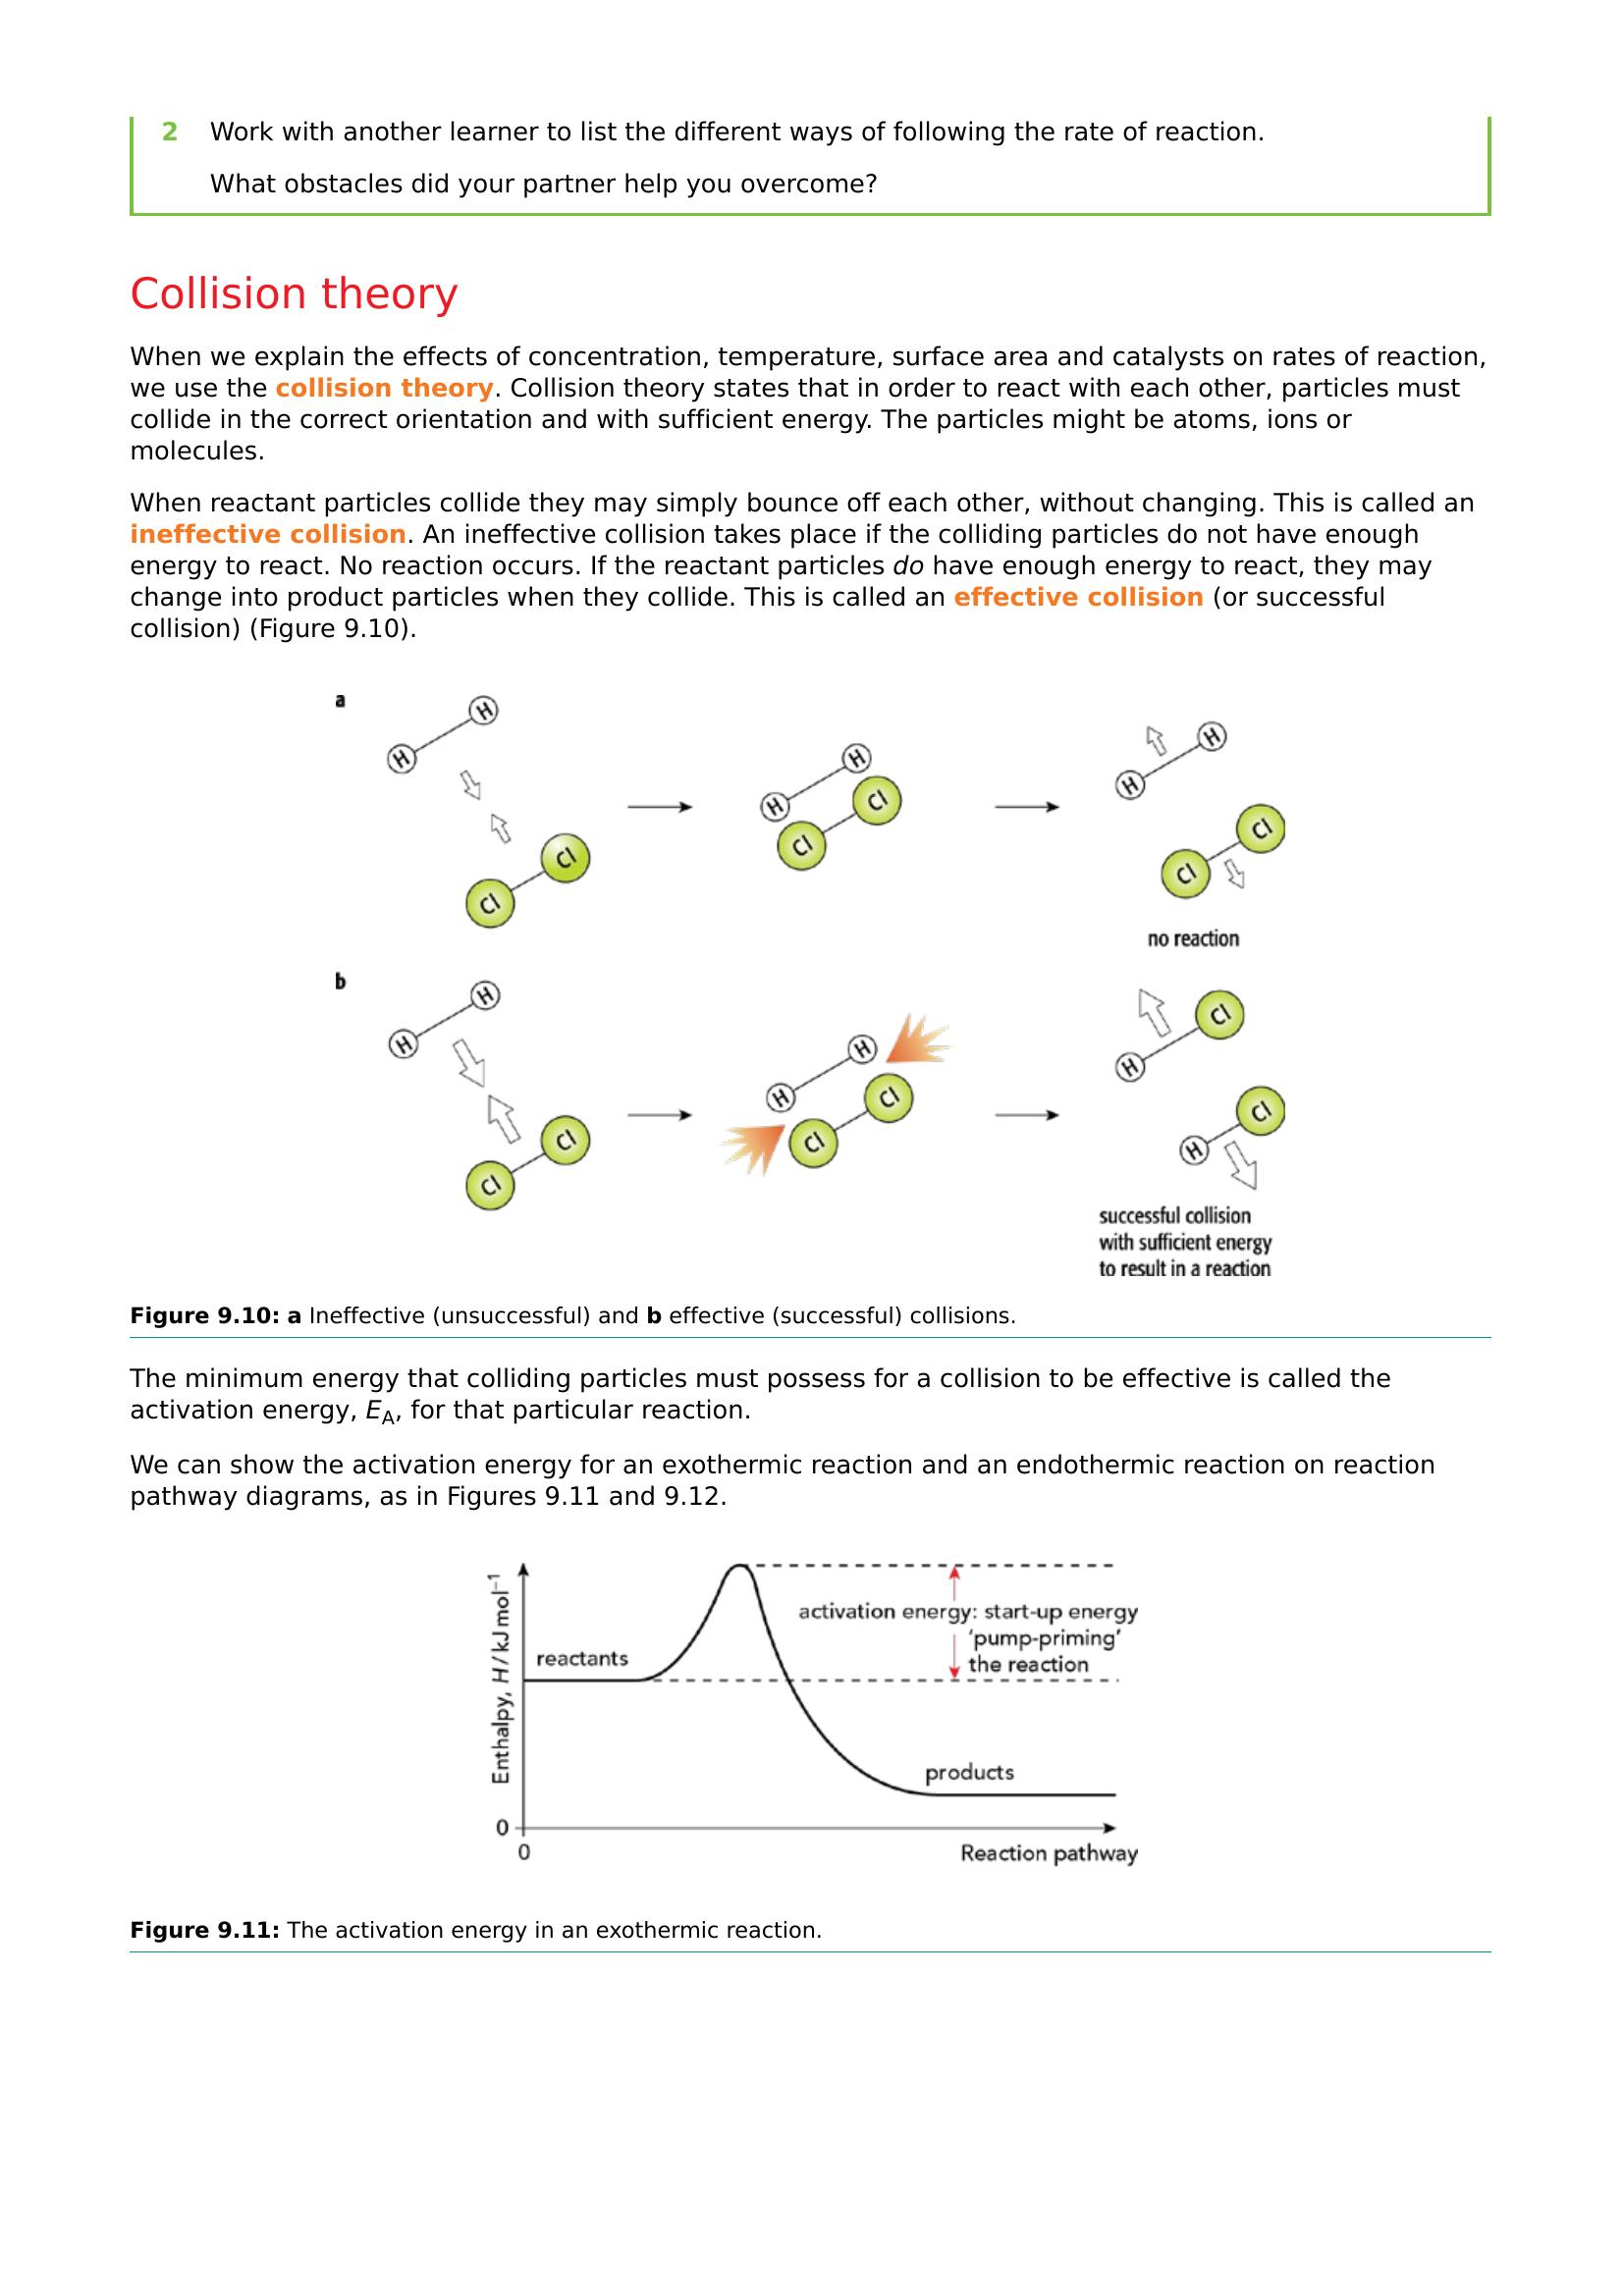 2 Work with another learner to list the different ways of following the rate of reaction.
What obstacles did your partner help you overcome?
Collision theory
When we explain the effects of concentration, temperature, surface area and catalysts on rates of reaction,
we use the collision theory. Collision theory states that in order to react with each other, particles must
collide in the correct orientation and with sufficient energy. The particles might be atoms, ions or
molecules.
When reactant particles collide they may simply bounce off each other, without changing. This is called an
ineffective collision. An ineffective collision takes place if the colliding particles do not have enough
energy to react. No reaction occurs. If the reactant particles do have enough energy to react, they may
change into product particles when they collide. This is called an effective collision (or successful
collision) (Figure 9.10).
a
H
H
Cl
Cl
H
H
Cl
Cl
H
H
Cl
Cl
no reaction
b
H
H
Cl
Cl
H
H
Cl
Cl
Cl
H
Cl
H
successful collision
with sufficient energy
to result in a reaction
Figure 9.10: a Ineffective (unsuccessful) and b effective (successful) collisions.
The minimum energy that colliding particles must possess for a collision to be effective is called the
activation energy, E_A, for that particular reaction.
We can show the activation energy for an exothermic reaction and an endothermic reaction on reaction
pathway diagrams, as in Figures 9.11 and 9.12.
Enthalpy, H / kJ mol⁻¹
reactants
activation energy: start-up energy
‘pump-priming’
the reaction
products
0
0
Reaction pathway
Figure 9.11: The activation energy in an exothermic reaction.